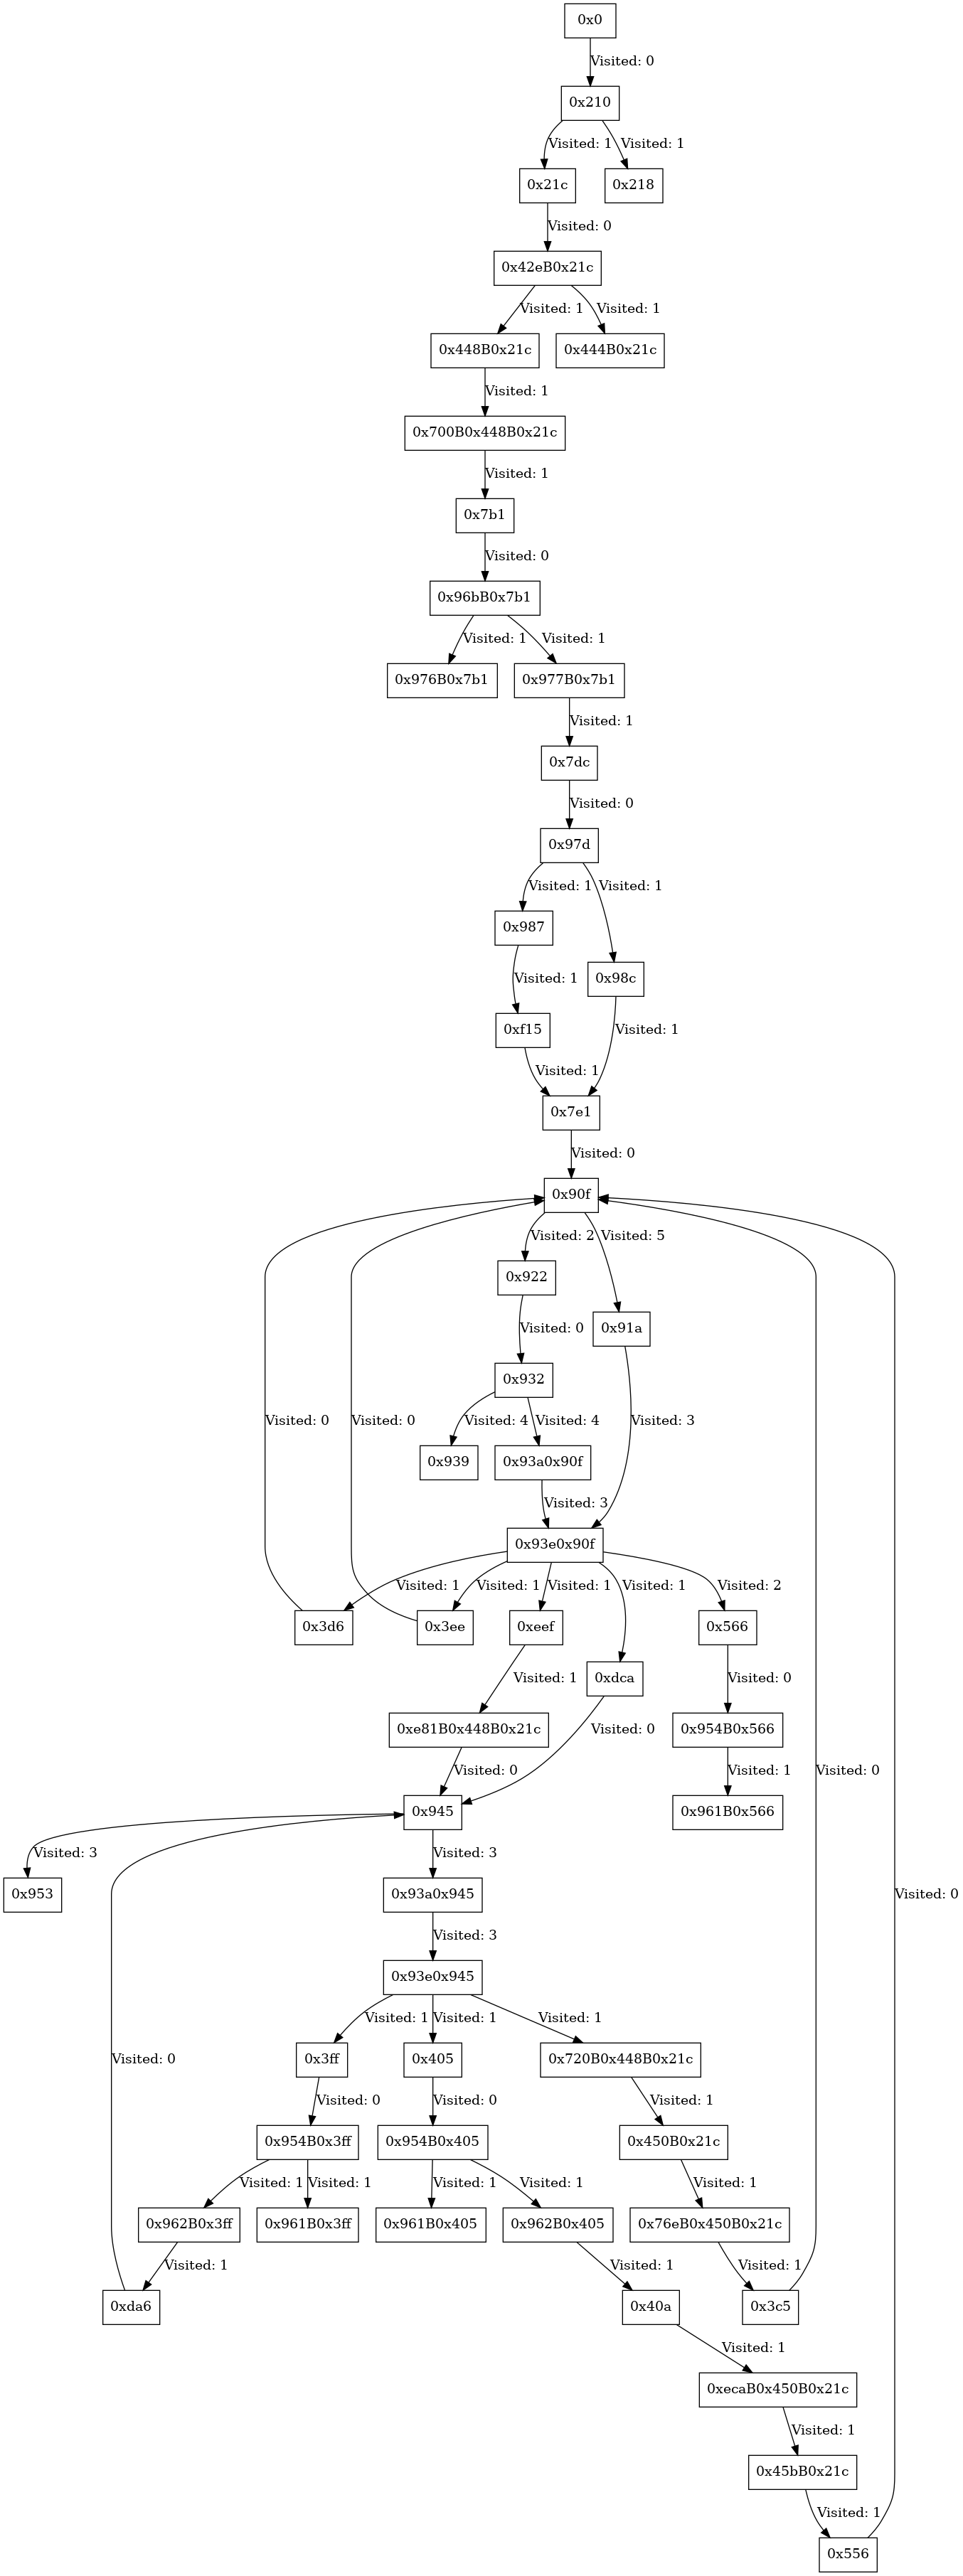 0x0
Visited: 0
0x210
Visited: 1
Visited: 1
0x21c
0x218
Visited: 0
0x42eB0x21c
Visited: 1
Visited: 1
0x448B0x21c
0x444B0x21c
Visited: 1
0x700B0x448B0x21c
Visited: 1
0x7b1
Visited: 0
0x96bB0x7b1
Visited: 1
Visited: 1
0x976B0x7b1
0x977B0x7b1
Visited: 1
0x7dc
Visited: 0
0x97d
Visited: 1
Visited: 1
0x987
0x98c
Visited: 1
0xf15
Visited: 1
Visited: 1
0x7e1
Visited: 0
0x90f
Visited: 2
Visited: 5
0x922
0x91a
Visited: 0
0x932
Visited: 0
Visited: 0
Visited: 4
Visited: 4
Visited: 3
0x939
0x93a0x90f
Visited: 3
0x93e0x90f
Visited: 1
Visited: 1
Visited: 1
Visited: 1
Visited: 2
0x3d6
0x3ee
0xeef
0x566
0xdca
Visited: 1
Visited: 0
0xe81B0x448B0x21c
Visited: 0
0x954B0x566
Visited: 0
Visited: 1
Visited: 0
0x945
0x961B0x566
Visited: 3
Visited: 3
0x953
0x93a0x945
Visited: 0
Visited: 3
0x93e0x945
Visited: 1
Visited: 1
Visited: 1
0x3ff
0x405
0x720B0x448B0x21c
Visited: 0
Visited: 0
Visited: 0
Visited: 1
0x954B0x3ff
0x954B0x405
0x450B0x21c
Visited: 1
Visited: 1
Visited: 1
Visited: 1
Visited: 1
0x962B0x3ff
0x961B0x3ff
0x961B0x405
0x962B0x405
0x76eB0x450B0x21c
Visited: 1
Visited: 1
Visited: 1
0xda6
0x40a
0x3c5
Visited: 1
0xecaB0x450B0x21c
Visited: 1
0x45bB0x21c
Visited: 1
0x556